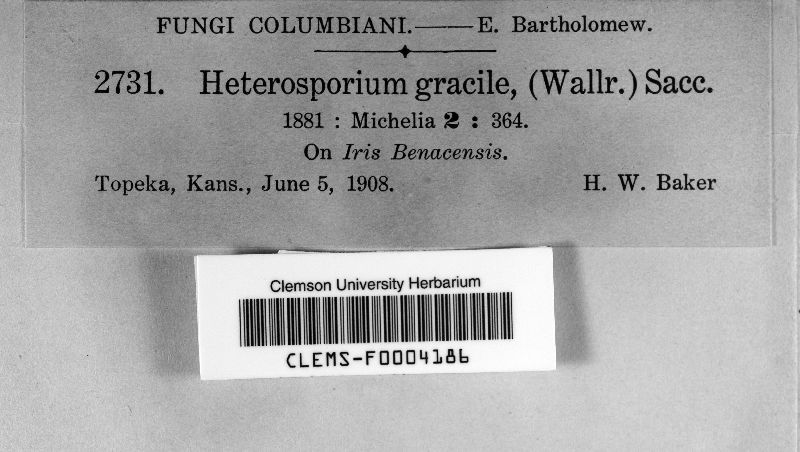 FUNGI COLUMBIANI.——E. Bartholomew.
2731. Heterosporium gracile, (Wallr.) Sacc.
1881 : Michelia 2 : 364.
On Iris Benacensis.
Topeka, Kans., June 5, 1908. H. W. Baker
Clemson University Herbarium
CLEMS-F0004186